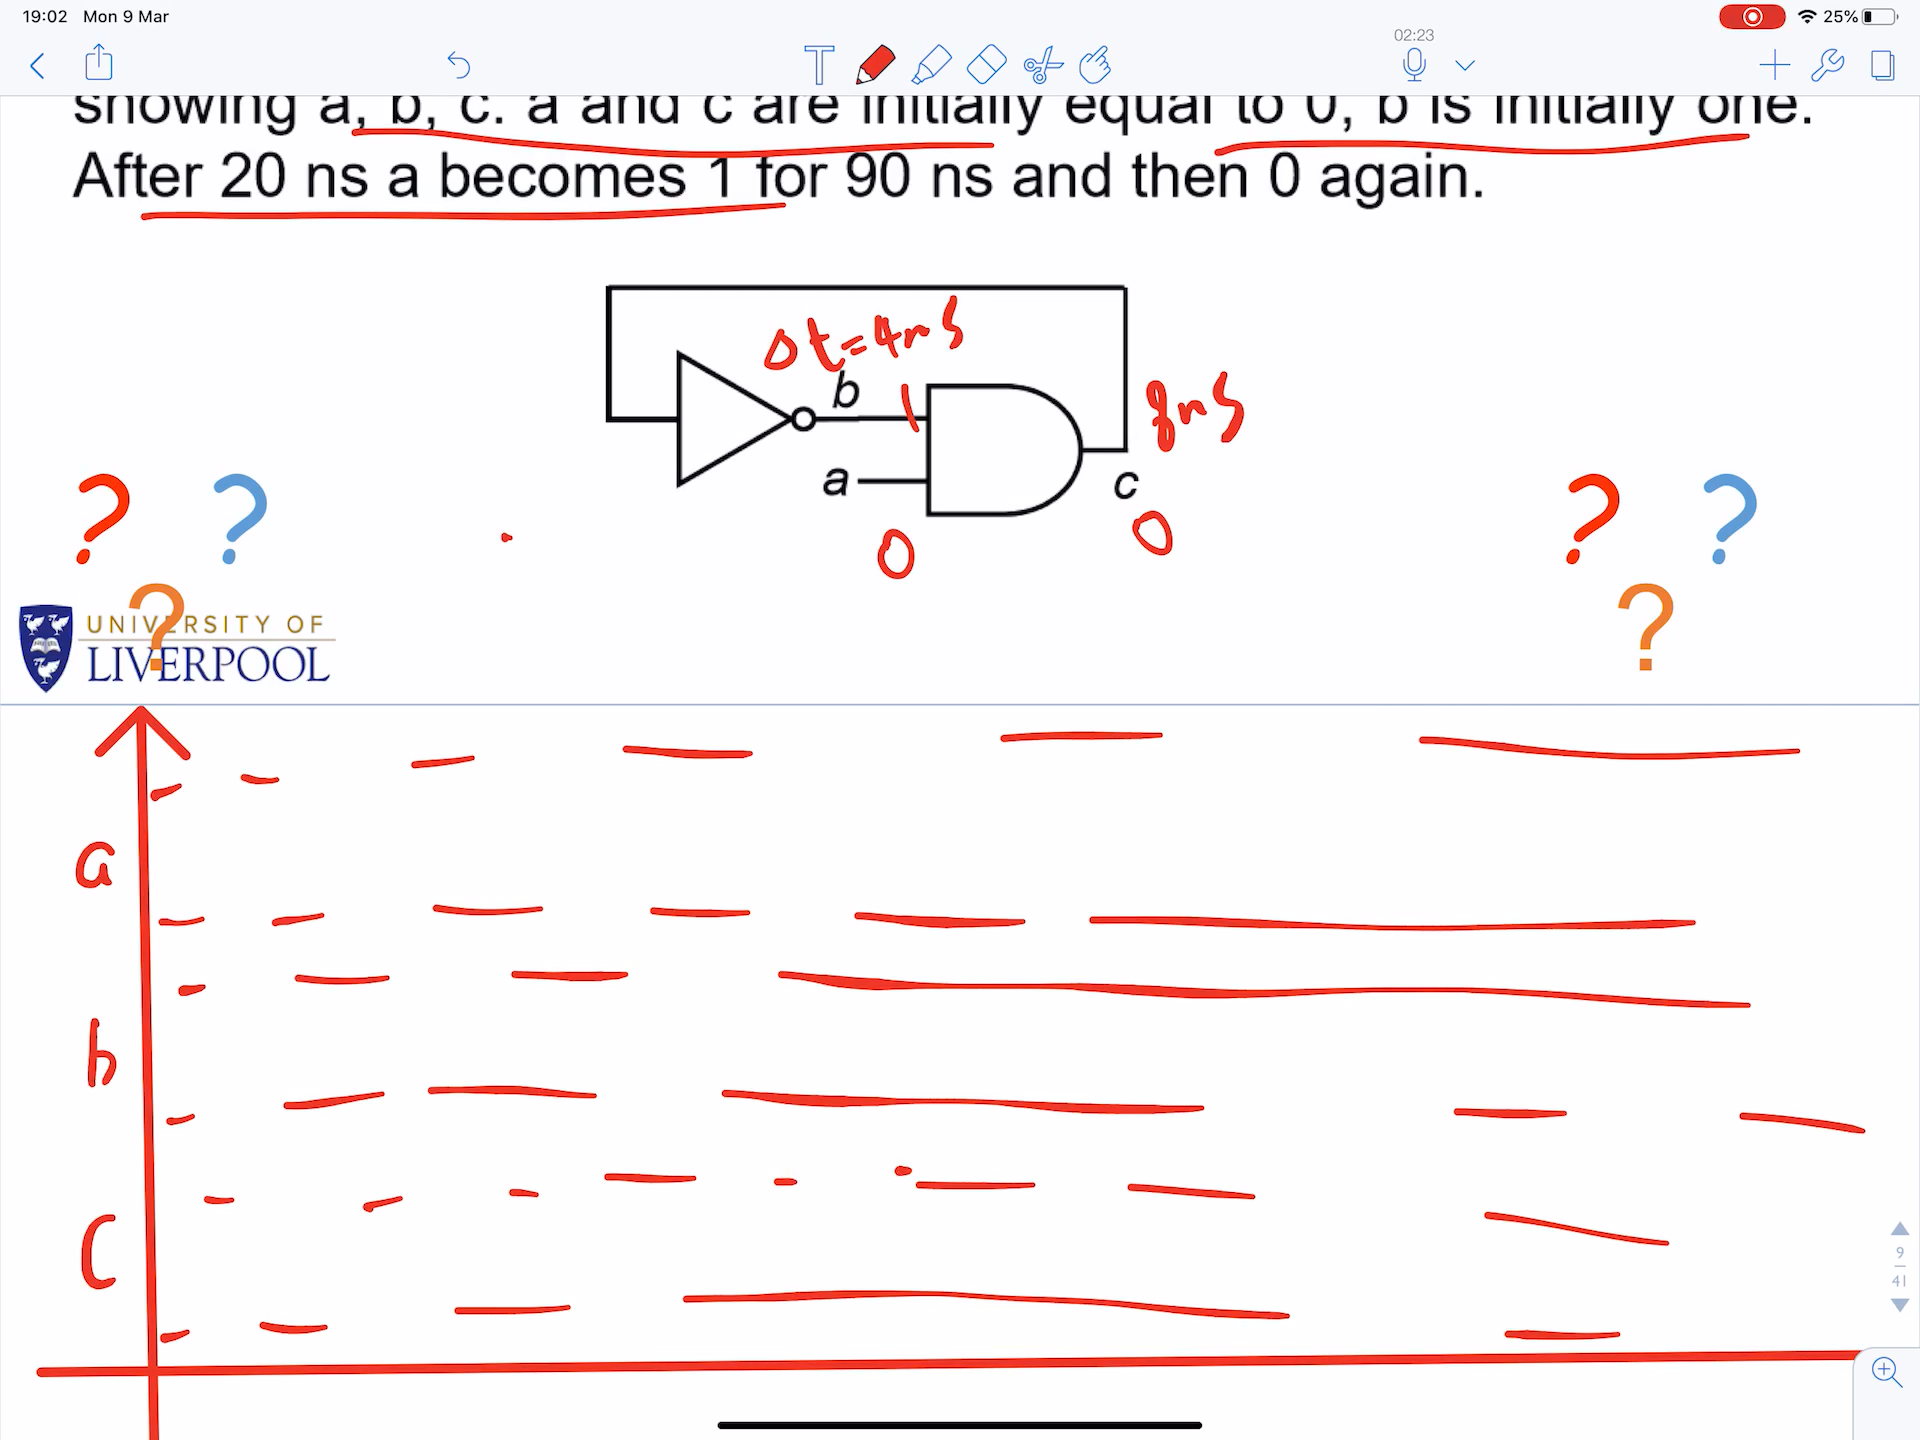 19:02 Mon 9 Mar
25%
02:23
T
showing a, b, c. a and c are initially equal to 0, b is initially one.
After 20 ns a becomes 1 for 90 ns and then 0 again.
Δt=4ns
b
1
8ns
a
c
0
0
? ?
?
? ?
?
UNIVERSITY OF
LIVERPOOL
a
b
c
9
41